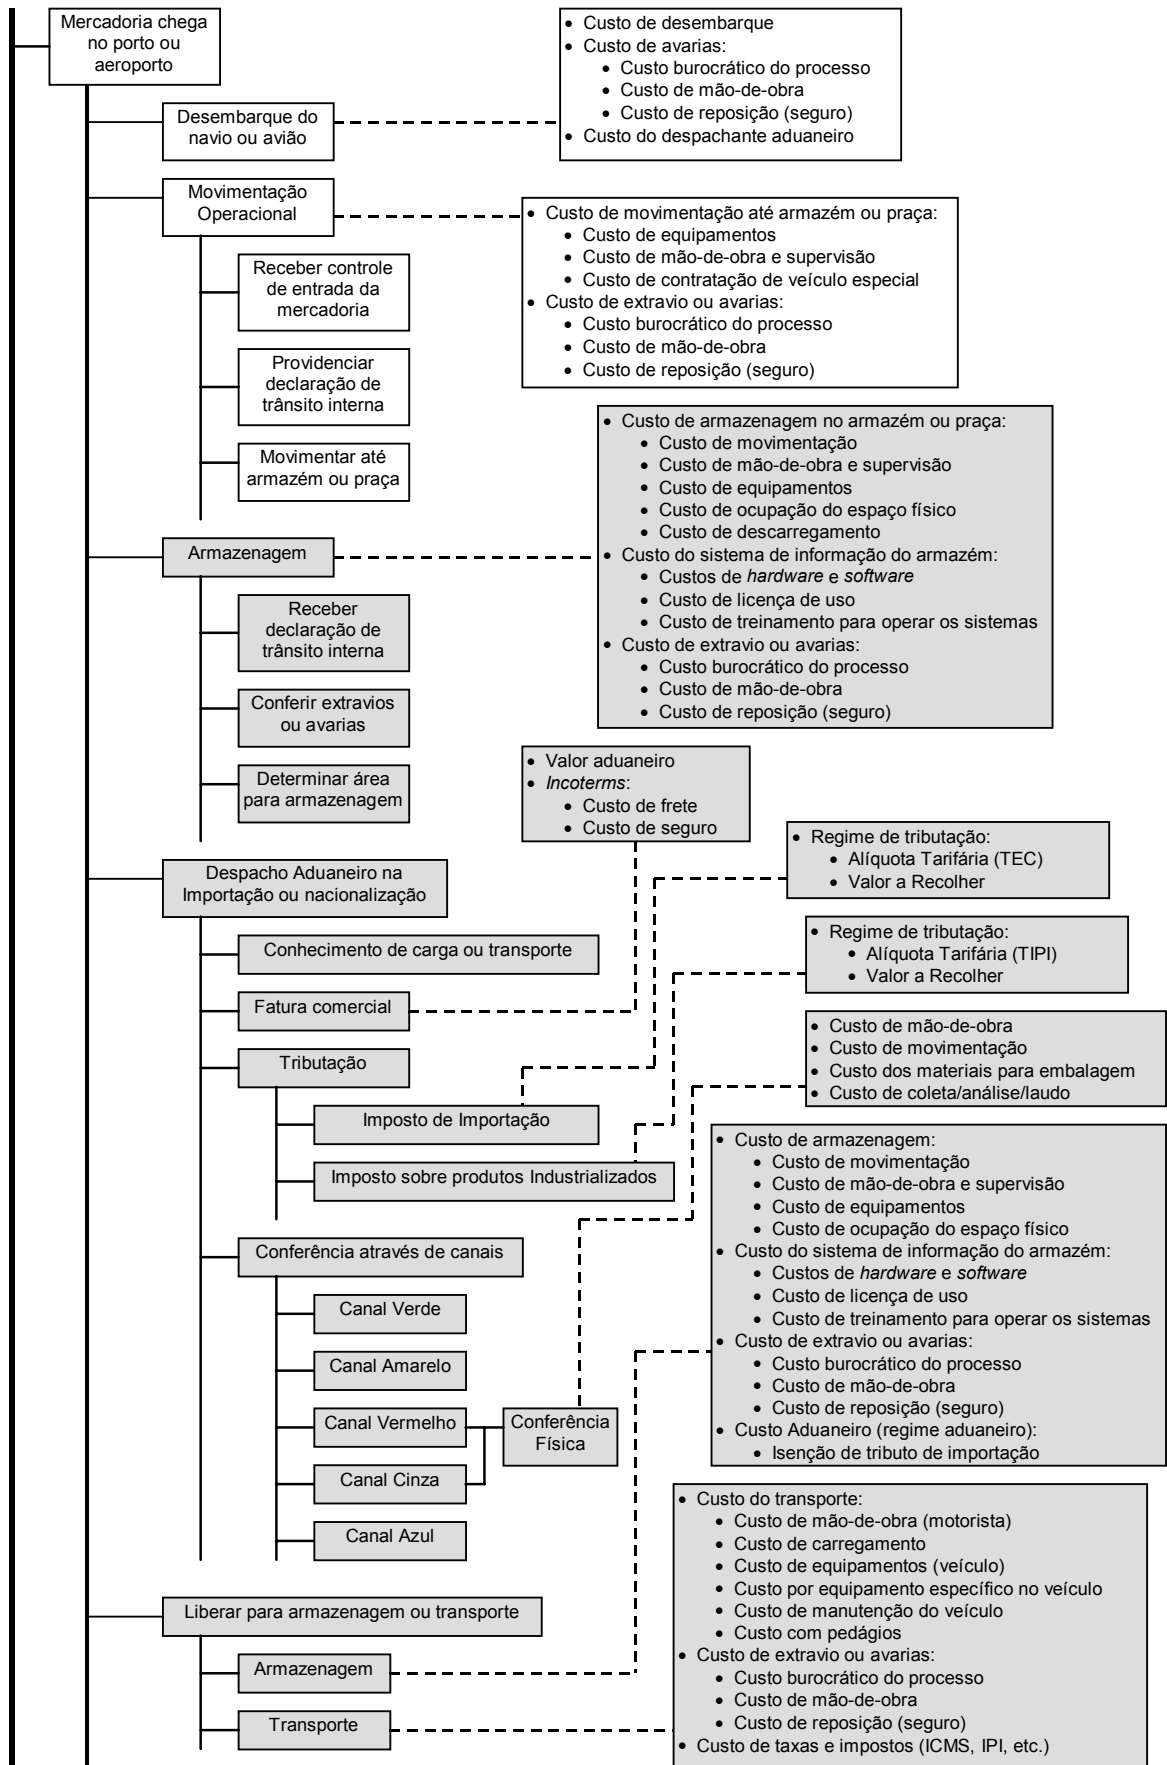 Mercadoria chega
no porto ou
aeroporto
• Custo de desembarque
• Custo de avarias:
• Custo burocrático do processo
• Custo de mão-de-obra
• Custo de reposição (seguro)
• Custo do despachante aduaneiro
Desembarque do
navio ou avião
Movimentação
Operacional
• Custo de movimentação até armazém ou praça:
• Custo de equipamentos
• Custo de mão-de-obra e supervisão
• Custo de contratação de veículo especial
• Custo de extravio ou avarias:
• Custo burocrático do processo
• Custo de mão-de-obra
• Custo de reposição (seguro)
Receber controle
de entrada da
mercadoria
Providenciar
declaração de
trânsito interna
Movimentar até
armazém ou praça
• Custo de armazenagem no armazém ou praça:
• Custo de movimentação
• Custo de mão-de-obra e supervisão
• Custo de equipamentos
• Custo de ocupação do espaço físico
• Custo de descarregamento
• Custo do sistema de informação do armazém:
• Custos de hardware e software
• Custo de licença de uso
• Custo de treinamento para operar os sistemas
• Custo de extravio ou avarias:
• Custo burocrático do processo
• Custo de mão-de-obra
• Custo de reposição (seguro)
Armazenagem
Receber
declaração de
trânsito interna
Conferir extravios
ou avarias
Determinar área
para armazenagem
• Valor aduaneiro
• Incoterms:
• Custo de frete
• Custo de seguro
• Regime de tributação:
• Alíquota Tarifária (TEC)
• Valor a Recolher
Despacho Aduaneiro na
Importação ou nacionalização
Conhecimento de carga ou transporte
• Regime de tributação:
• Alíquota Tarifária (TIPI)
• Valor a Recolher
Fatura comercial
Tributação
• Custo de mão-de-obra
• Custo de movimentação
• Custo dos materiais para embalagem
• Custo de coleta/análise/laudo
Imposto de Importação
Imposto sobre produtos Industrializados
• Custo de armazenagem:
• Custo de movimentação
• Custo de mão-de-obra e supervisão
• Custo de equipamentos
• Custo de ocupação do espaço físico
• Custo do sistema de informação do armazém:
• Custos de hardware e software
• Custo de licença de uso
• Custo de treinamento para operar os sistemas
• Custo de extravio ou avarias:
• Custo burocrático do processo
• Custo de mão-de-obra
• Custo de reposição (seguro)
• Custo Aduaneiro (regime aduaneiro):
• Isenção de tributo de importação
Conferência através de canais
Canal Verde
Canal Amarelo
Canal Vermelho
Conferência
Física
Canal Cinza
Canal Azul
• Custo do transporte:
• Custo de mão-de-obra (motorista)
• Custo de carregamento
• Custo de equipamentos (veículo)
• Custo por equipamento específico no veículo
• Custo de manutenção do veículo
• Custo com pedágios
• Custo de extravio ou avarias:
• Custo burocrático do processo
• Custo de mão-de-obra
• Custo de reposição (seguro)
• Custo de taxas e impostos (ICMS, IPI, etc.)
Liberar para armazenagem ou transporte
Armazenagem
Transporte